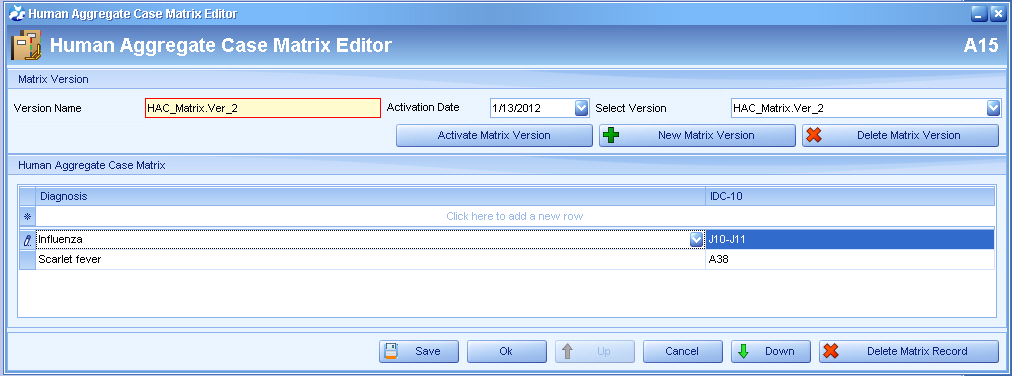 Human Aggregate Case Matrix Editor
Human Aggregate Case Matrix Editor A15
Matrix Version
Version Name HAC_Matrix.Ver_2 Activation Date 1/13/2012 Select Version HAC_Matrix.Ver_2
Activate Matrix Version New Matrix Version Delete Matrix Version
Human Aggregate Case Matrix
Diagnosis IDC-10
Click here to add a new row
Influenza J10-J11
Scarlet fever A38
Save Ok Up Cancel Down Delete Matrix Record